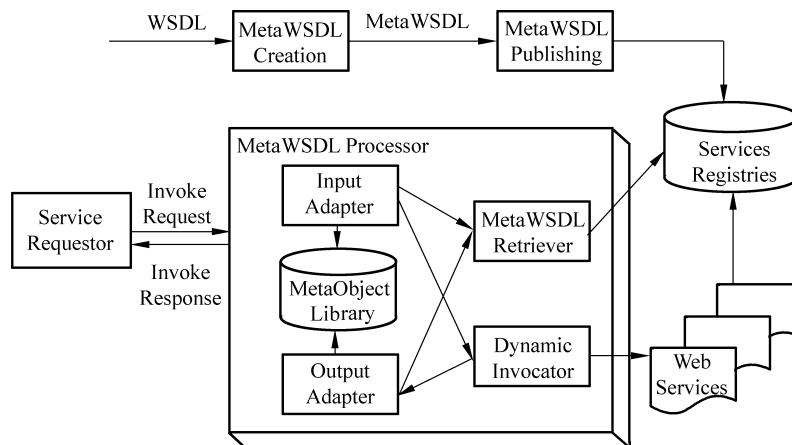 WSDL
MetaWSDL
Creation
MetaWSDL
MetaWSDL
Publishing
MetaWSDL Processor
Services
Registries
Service
Requestor
Invoke
Request
Invoke
Response
Input
Adapter
MetaWSDL
Retriever
MetaObject
Library
Output
Adapter
Dynamic
Invocator
Web
Services